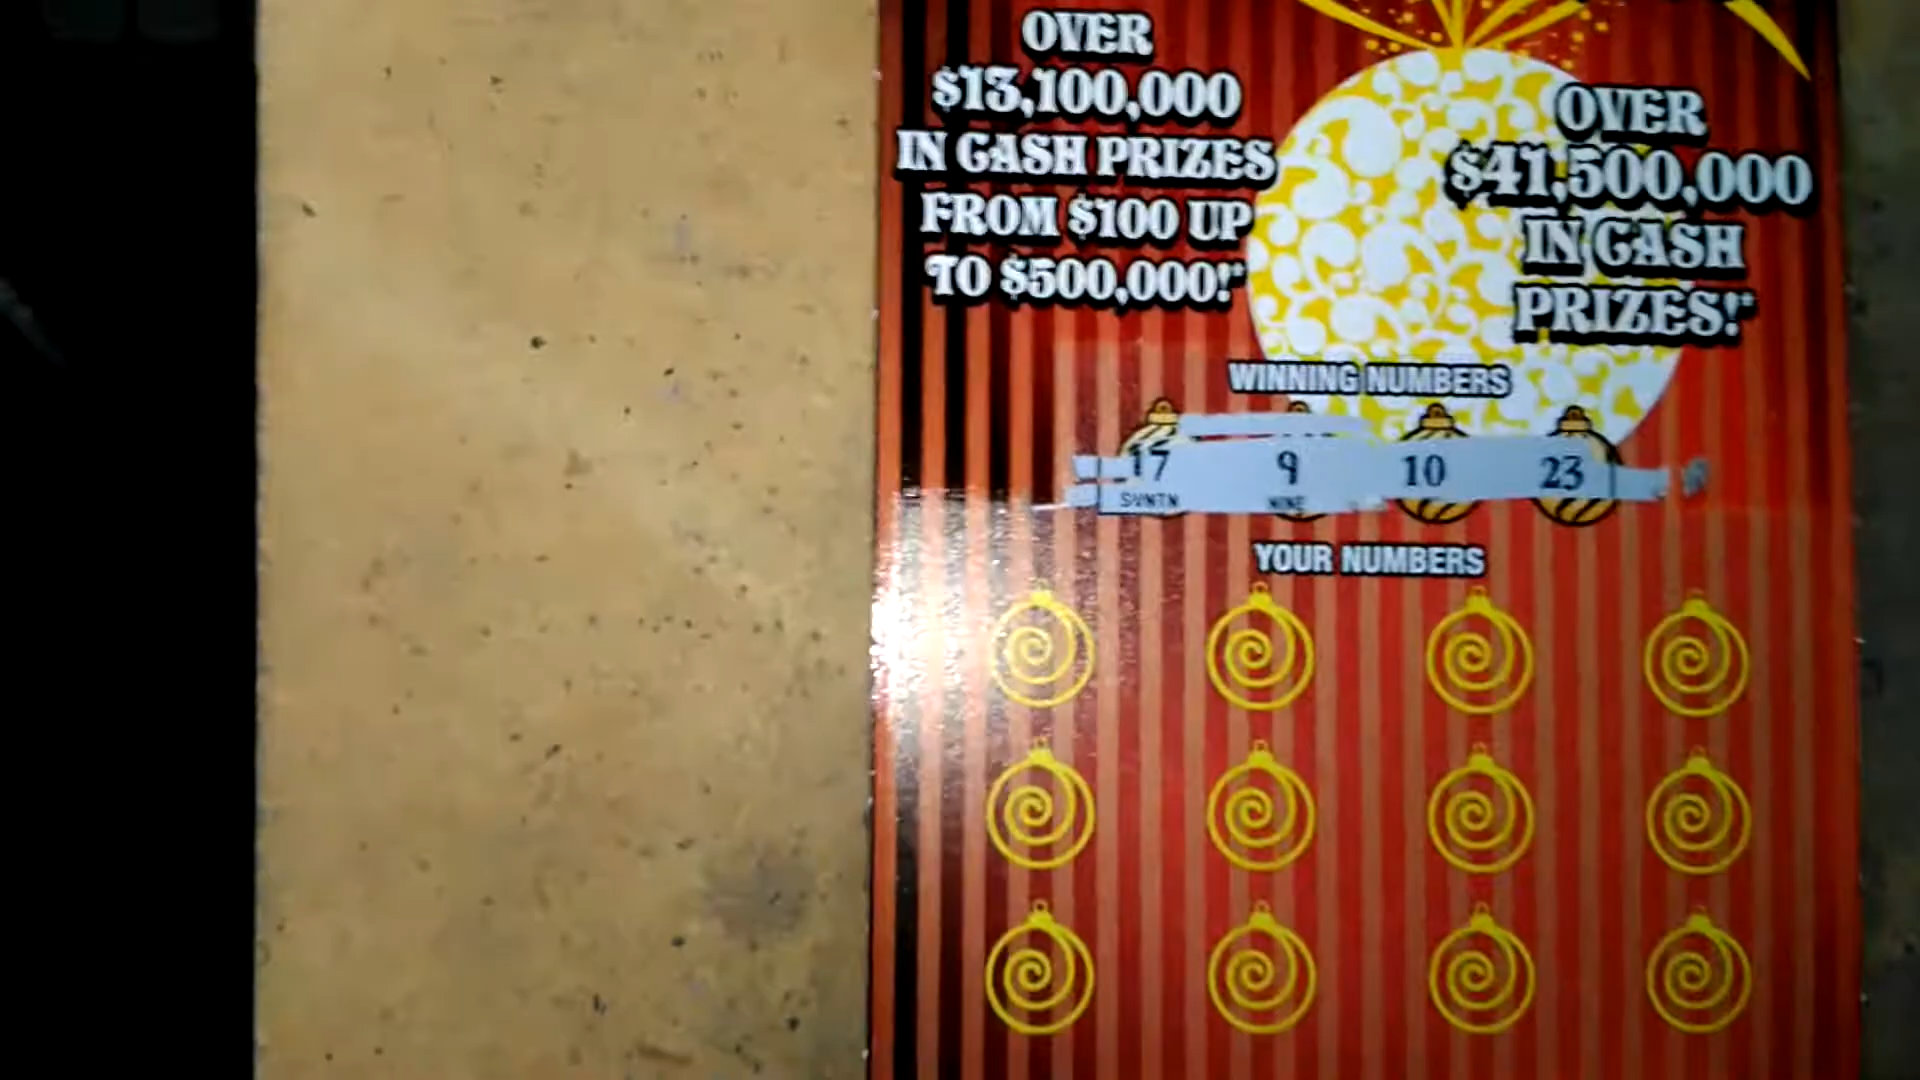 OVER
$13,100,000
IN CASH PRIZES
FROM $100 UP
TO $500,000!*
OVER
$41,500,000
IN CASH
PRIZES!*
WINNING NUMBERS
17 9 10 23
SVNTN NINE
YOUR NUMBERS